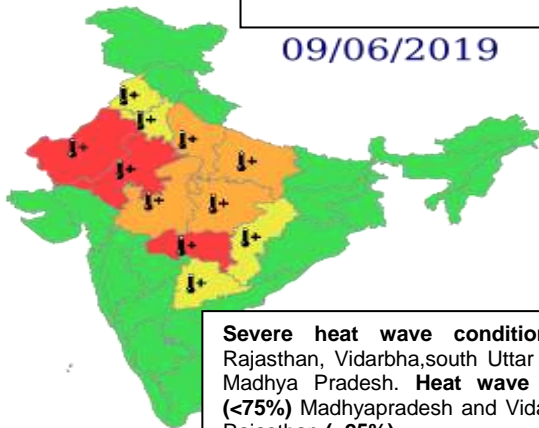 09/06/2019
Severe heat wave condition
Rajasthan, Vidarbha,south Uttar
Madhya Pradesh. Heat wave
(<75%) Madhyapradesh and Vida